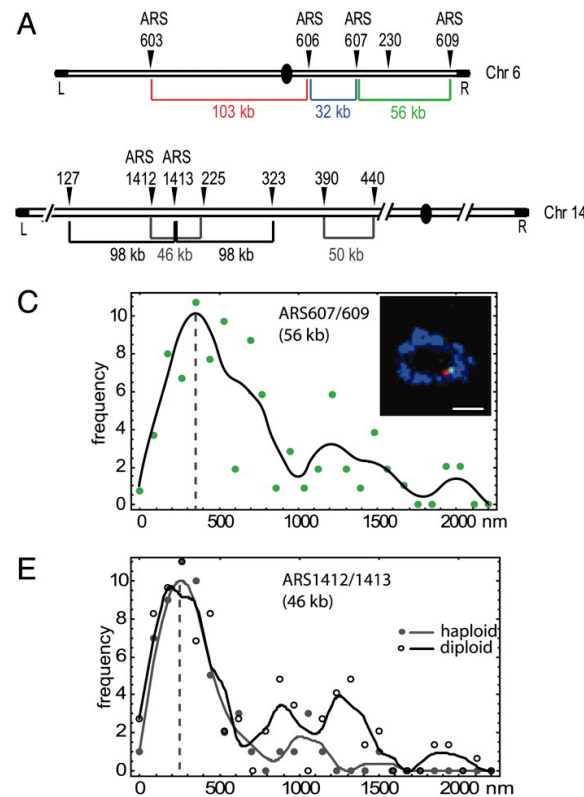 A
ARS ARS ARS ARS
603 606 607 230 609
Chr 6
L R
103 kb 32 kb 56 kb
ARS ARS
127 1412 1413 225 323 390 440
Chr 14
L R
98 kb 46 kb 98 kb 50 kb
C
ARS607/609
(56 kb)
frequency
10
8
6
4
2
0
0 500 1000 1500 2000 nm
E
ARS1412/1413
(46 kb)
haploid
diploid
frequency
10
8
6
4
2
0
0 500 1000 1500 2000 nm